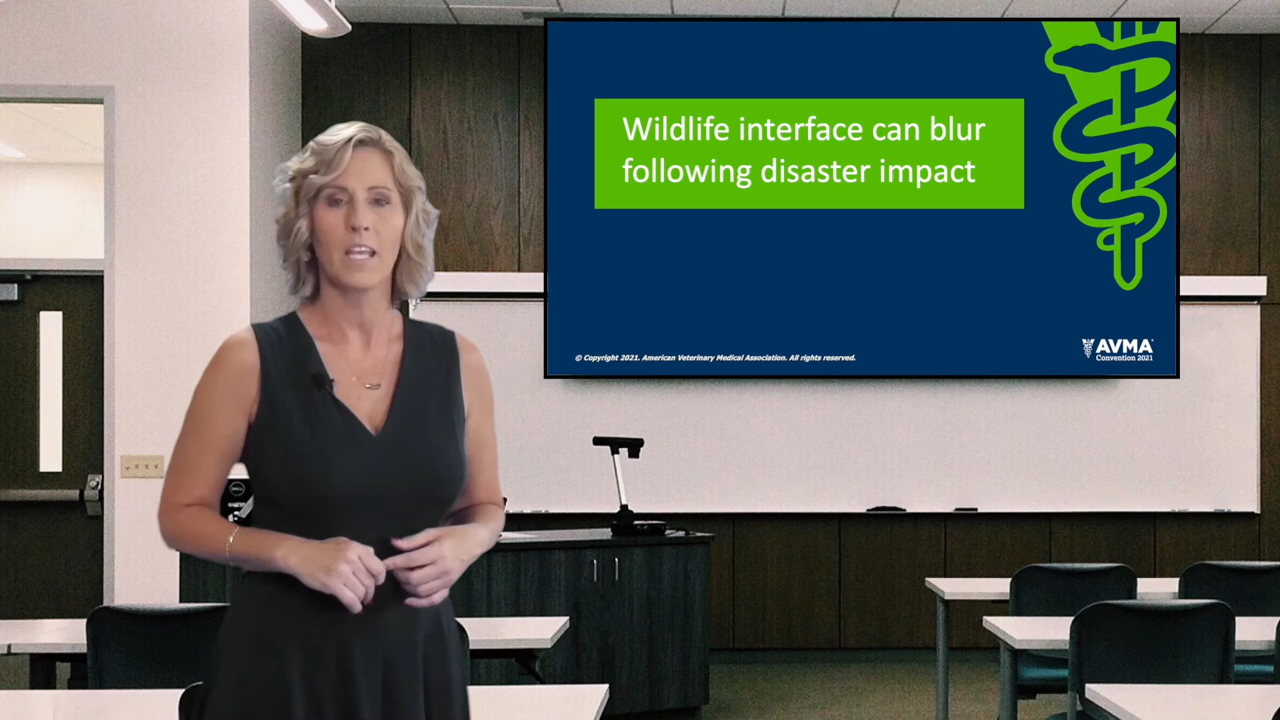 Wildlife interface can blur
following disaster impact
© Copyright 2021. American Veterinary Medical Association. All rights reserved.
AVMA
Convention 2021
DELL